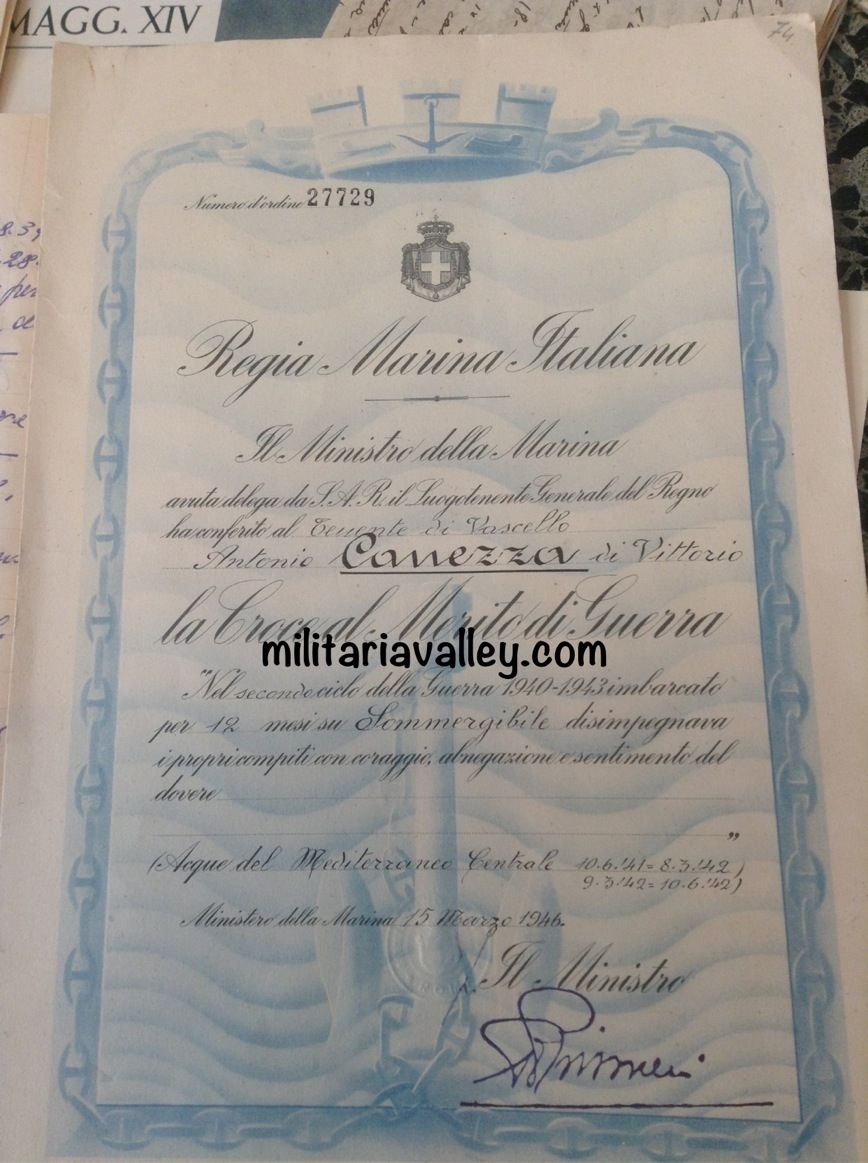 MAGG. XIV
74
Numero d'ordine 27729
Regia Marina Italiana
Il Ministro della Marina
avuta delega da S. A. R. il Luogotenente Generale del Regno
ha conferito al Tenente di Vascello
Antonio Canezza di Vittorio
la Croce al Merito di Guerra
militariavalley.com
"Nel secondo ciclo della Guerra 1940-1943 imbarcato
per 12 mesi su Sommergibile disimpegnava
i propri compiti con coraggio, abnegazione e sentimento del
dovere
"
(Acque del Mediterraneo Centrale 10.6.'41= 8.3.'42)
9.3.'42= 10.6.'42)
Ministero della Marina 15 Marzo 1946.
Il Ministro